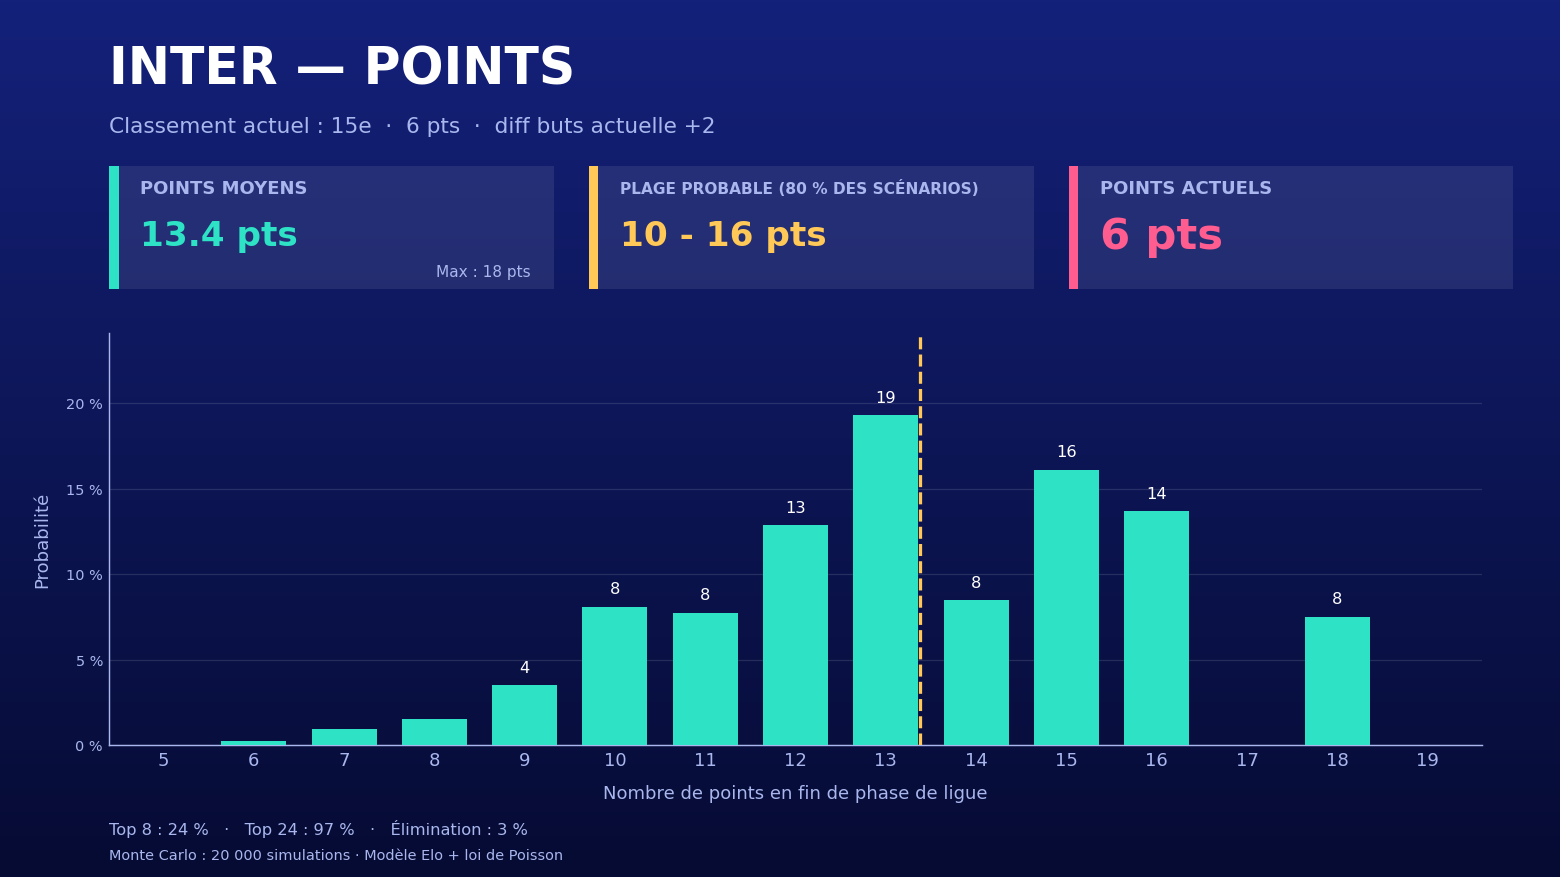 INTER — POINTS
Classement actuel : 15e · 6 pts · diff buts actuelle +2
POINTS MOYENS
13.4 pts
Max : 18 pts
PLAGE PROBABLE (80 % DES SCÉNARIOS)
10 - 16 pts
POINTS ACTUELS
6 pts
Probabilité
20 %
15 %
10 %
5 %
0 %
4
8
8
13
19
8
16
14
8
5 6 7 8 9 10 11 12 13 14 15 16 17 18 19
Nombre de points en fin de phase de ligue
Top 8 : 24 % · Top 24 : 97 % · Élimination : 3 %
Monte Carlo : 20 000 simulations · Modèle Elo + loi de Poisson